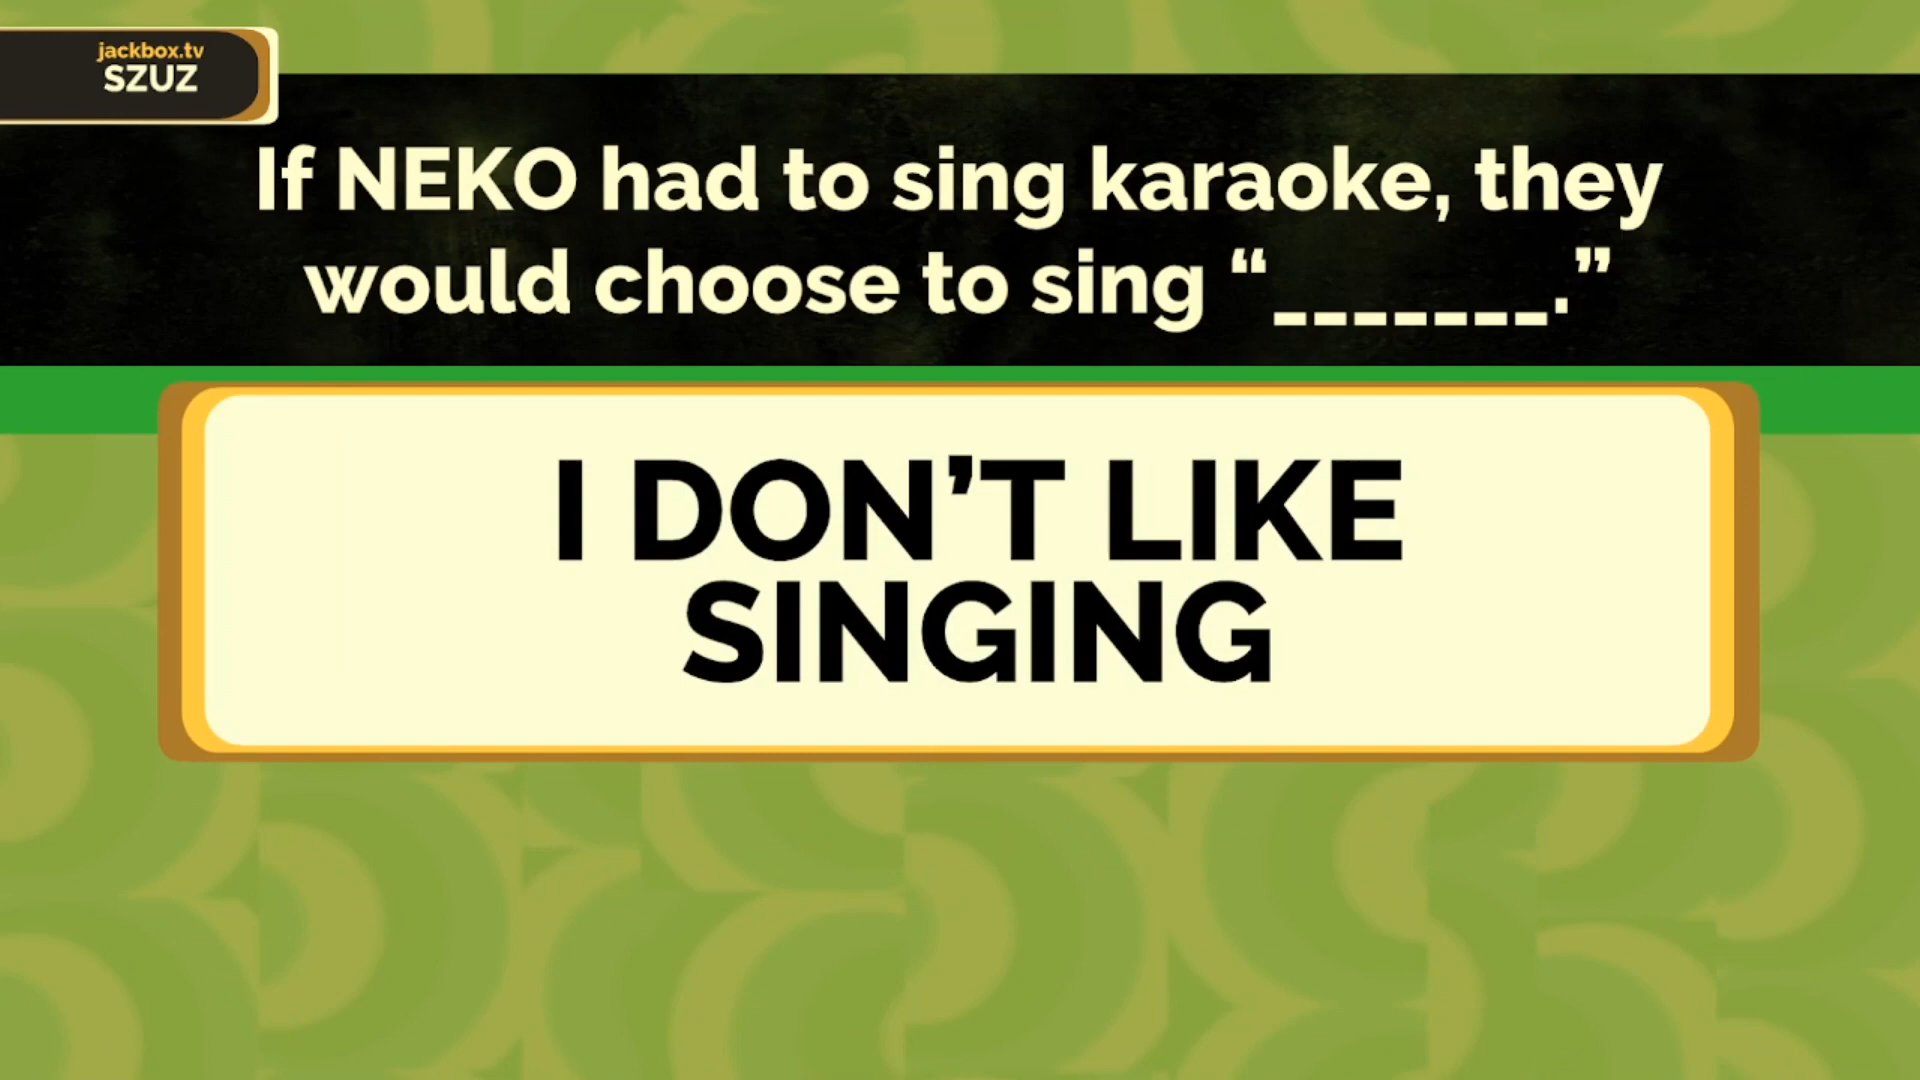 jackbox.tv
SZUZ
If NEKO had to sing karaoke, they
would choose to sing “_______.”
I DON’T LIKE
SINGING